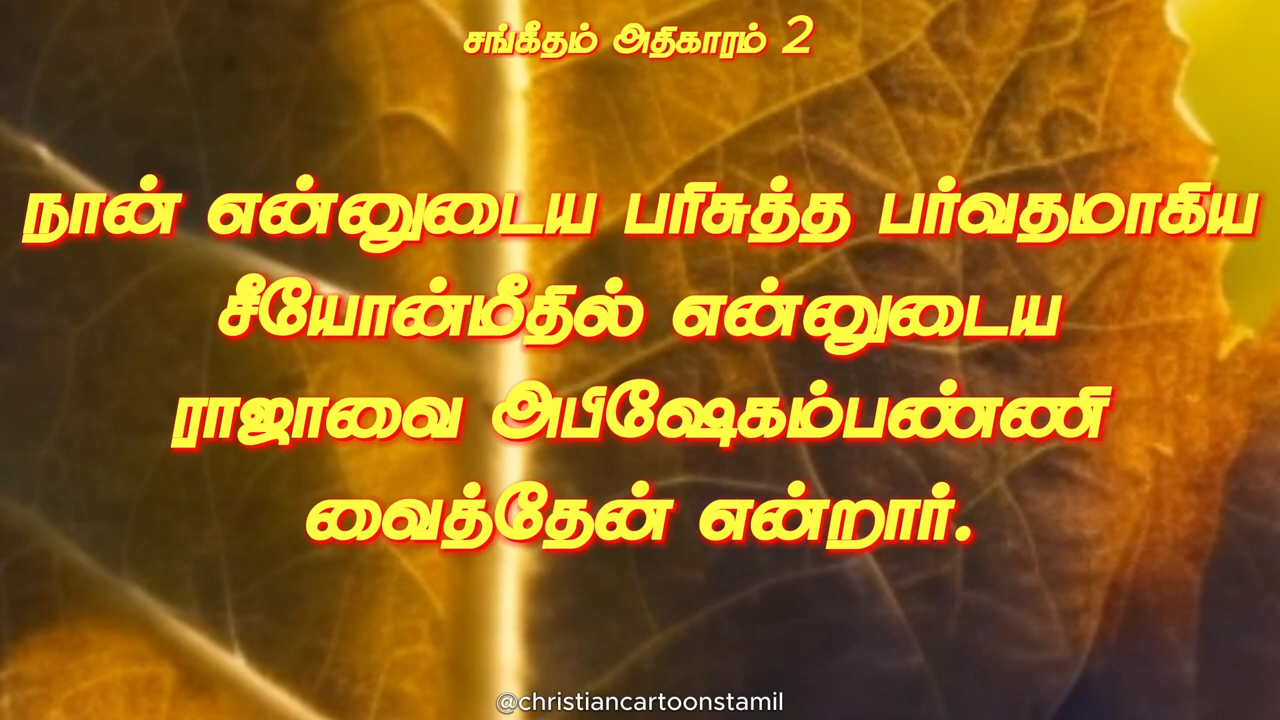 சங்கீதம் அதிகாரம் 2
நான் என்னுடைய பரிசுத்த பர்வதமாகிய
சீயோன்மீதில் என்னுடைய
ராஜாவை அபிஷேகம்பண்ணி
வைத்தேன் என்றார்.
@christiancartoonstamil